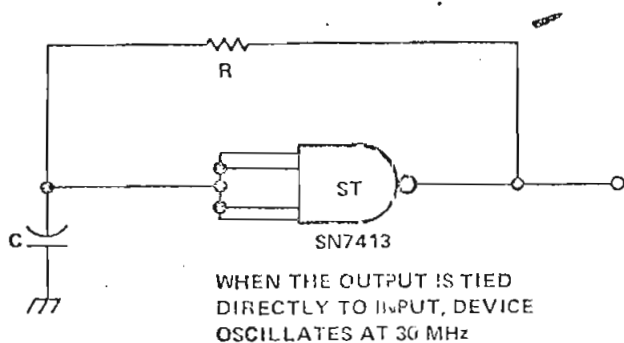 R
ST
C
SN7413
WHEN THE OUTPUT IS TIED
DIRECTLY TO INPUT, DEVICE
OSCILLATES AT 30 MHz